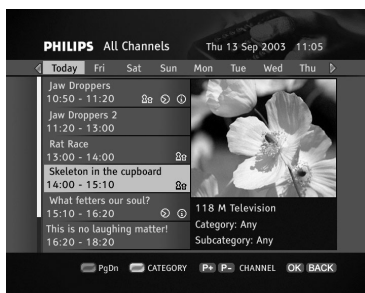 PHILIPS All Channels Thu 13 Sep 2003 11:05
Today Fri Sat Sun Mon Tue Wed Thu
Jaw Droppers
10:50 - 11:20
Jaw Droppers 2
11:20 - 13:00
Rat Race
13:00 - 14:00
Skeleton in the cupboard
14:00 - 15:10
What fetters our soul?
15:10 - 16:20
This is no laughing matter!
16:20 - 18:20
118 M Television
Category: Any
Subcategory: Any
PgDn CATEGORY P+ P- CHANNEL OK BACK